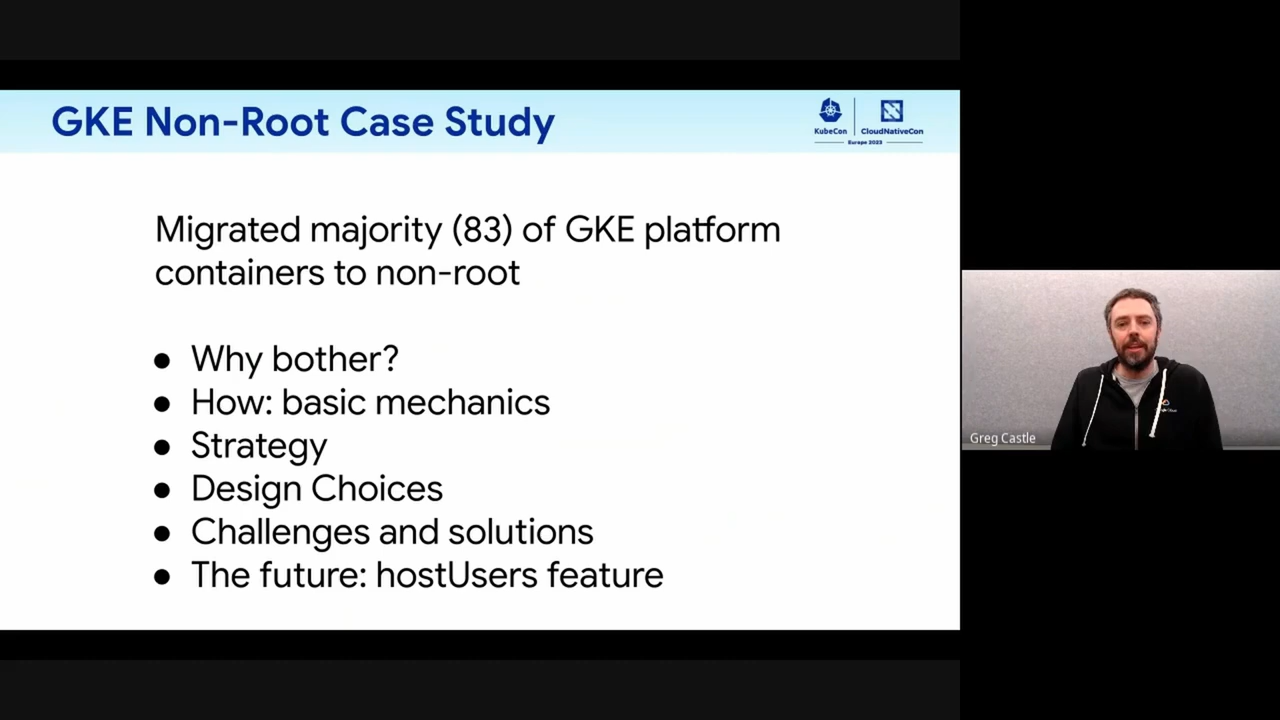 GKE Non-Root Case Study
KubeCon
CloudNativeCon
Europe 2023
Migrated majority (83) of GKE platform
containers to non-root
● Why bother?
● How: basic mechanics
● Strategy
● Design Choices
● Challenges and solutions
● The future: hostUsers feature
Greg Castle